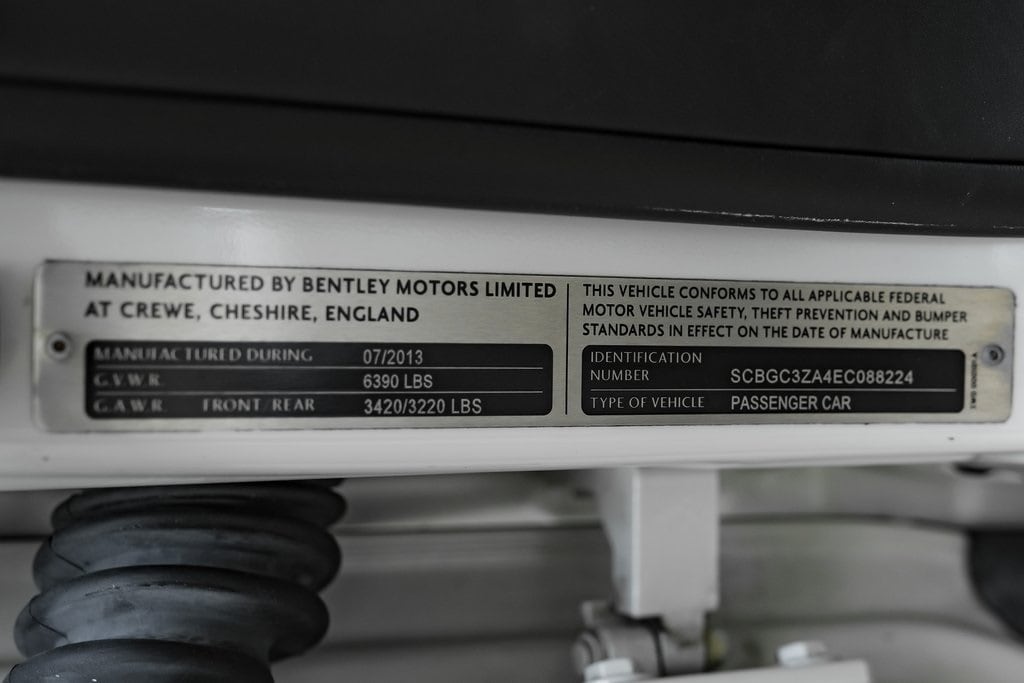 MANUFACTURED BY BENTLEY MOTORS LIMITED
AT CREWE, CHESHIRE, ENGLAND
MANUFACTURED DURING 07/2013
G.V.W.R. 6390 LBS
G.A.W.R. FRONT/REAR 3420/3220 LBS
THIS VEHICLE CONFORMS TO ALL APPLICABLE FEDERAL
MOTOR VEHICLE SAFETY, THEFT PREVENTION AND BUMPER
STANDARDS IN EFFECT ON THE DATE OF MANUFACTURE
IDENTIFICATION
NUMBER SCBGC3ZA4EC088224
TYPE OF VEHICLE PASSENGER CAR